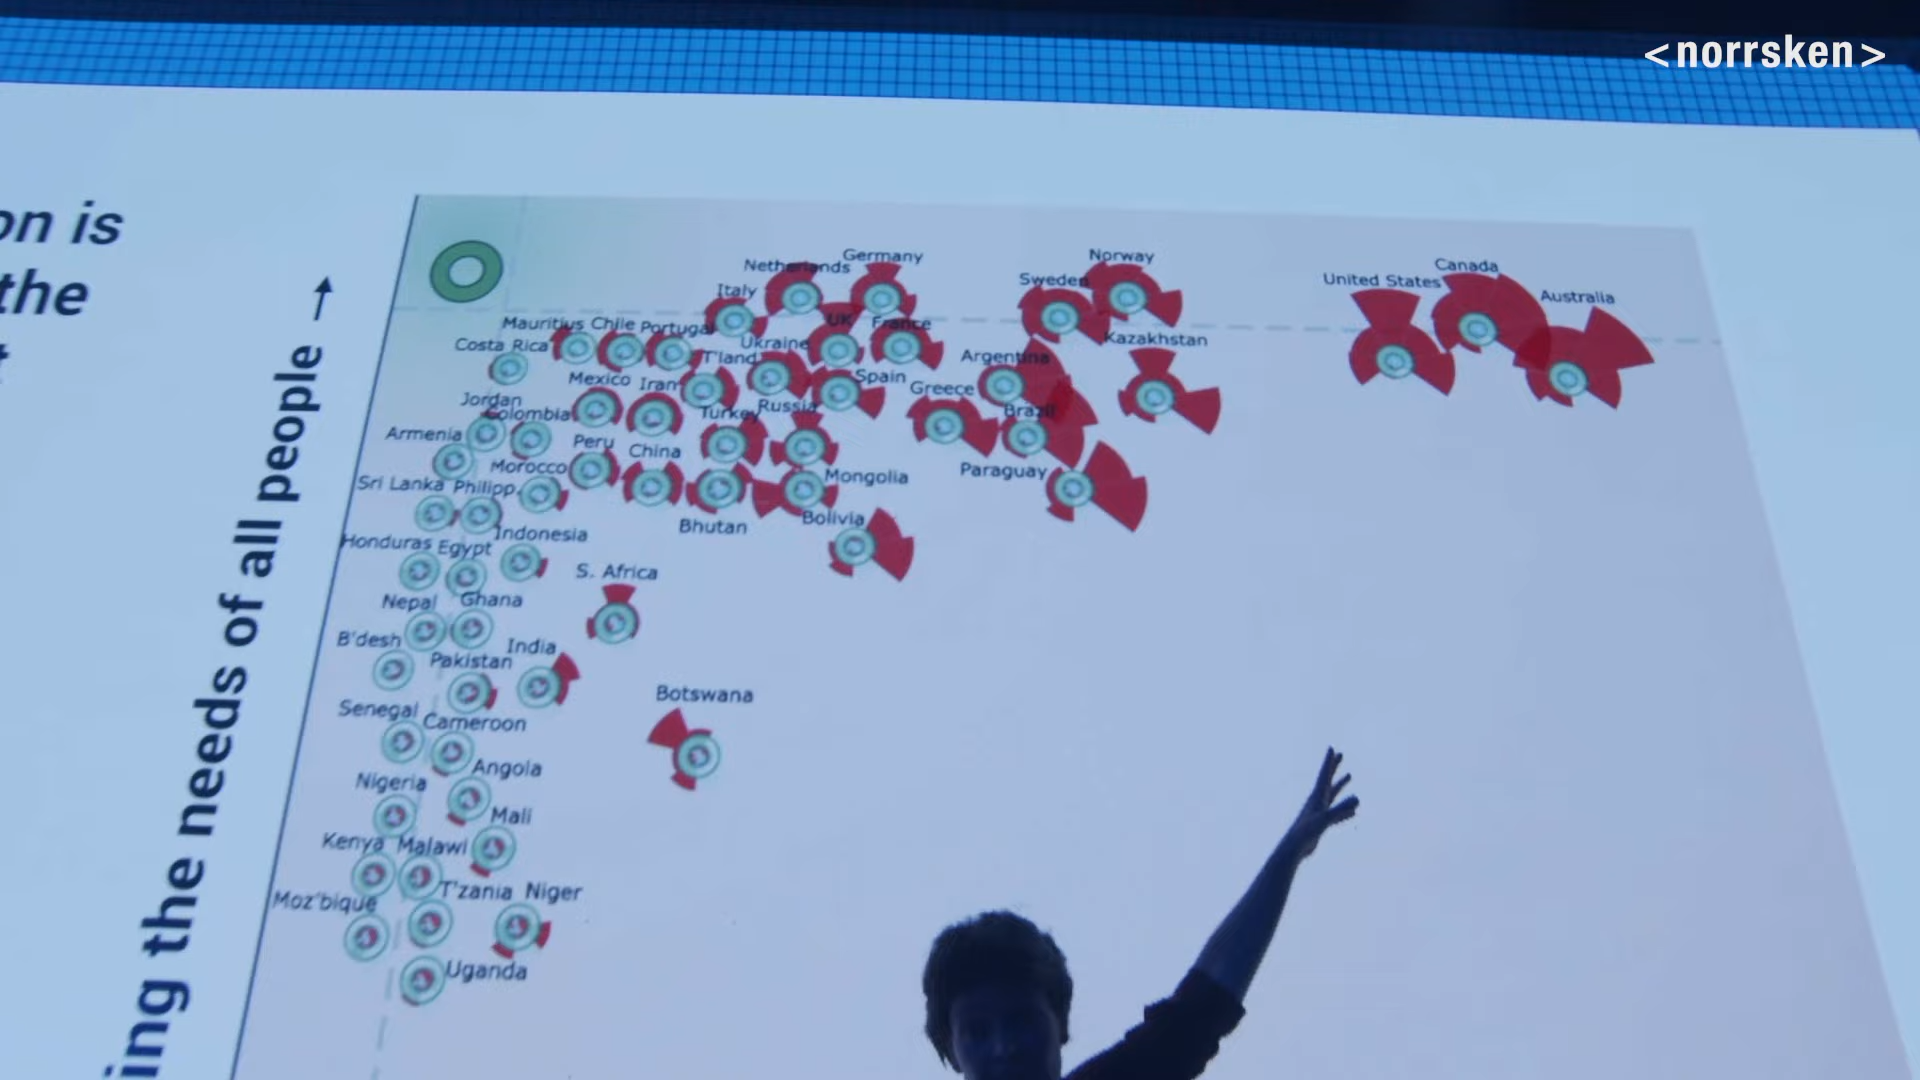 <norrsken>
on is
the
ing the needs of all people →
Germany
Netherlands
Norway
Canada
Sweden
United States
Italy
Australia
Mauritius Chile Portugal
UK
France
Costa Rica
Ukraine
Kazakhstan
T'land
Argentina
Mexico
Iran
Spain
Greece
Jordan
Colombia
Turkey
Russia
Brazil
Armenia
Peru
China
Morocco
Paraguay
Mongolia
Sri Lanka
Philipp.
Bolivia
Bhutan
Honduras
Egypt
Indonesia
S. Africa
Nepal
Ghana
B'desh
India
Pakistan
Botswana
Senegal
Cameroon
Angola
Nigeria
Mali
Kenya
Malawi
T'zania
Niger
Moz'bique
Uganda